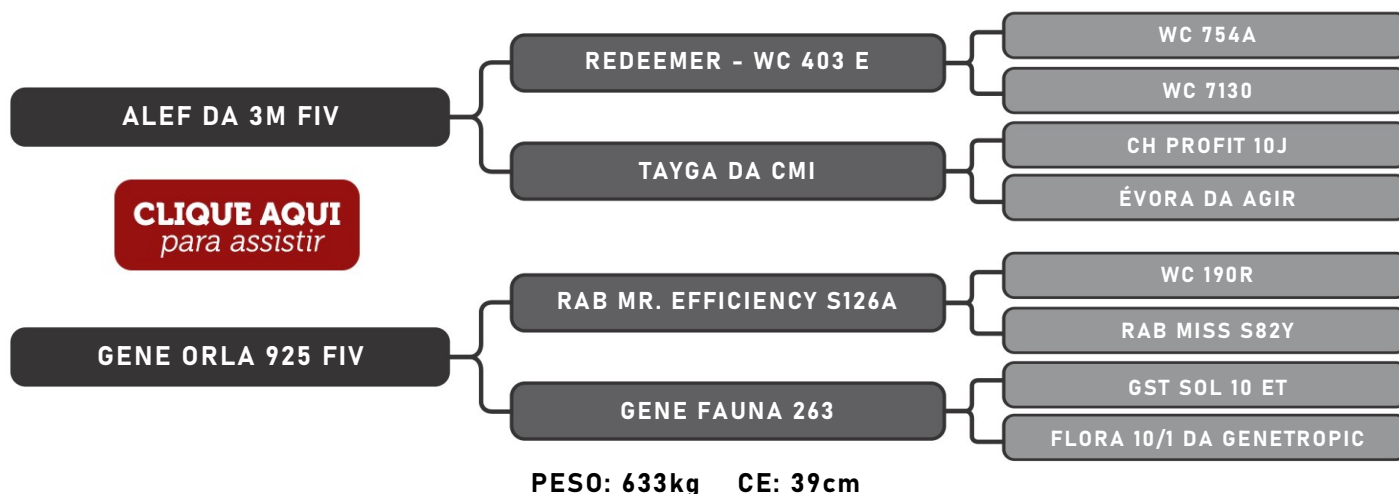 ALEF DA 3M FIV
REDEEMER - WC 403 E
WC 754A
WC 7130
TAYGA DA CMI
CH PROFIT 10J
ÉVORA DA AGIR
CLIQUE AQUI
para assistir
GENE ORLA 925 FIV
RAB MR. EFFICIENCY S126A
WC 190R
RAB MISS S82Y
GENE FAUNA 263
GST SOL 10 ET
FLORA 10/1 DA GENETROPIC
PESO: 633kg CE: 39cm